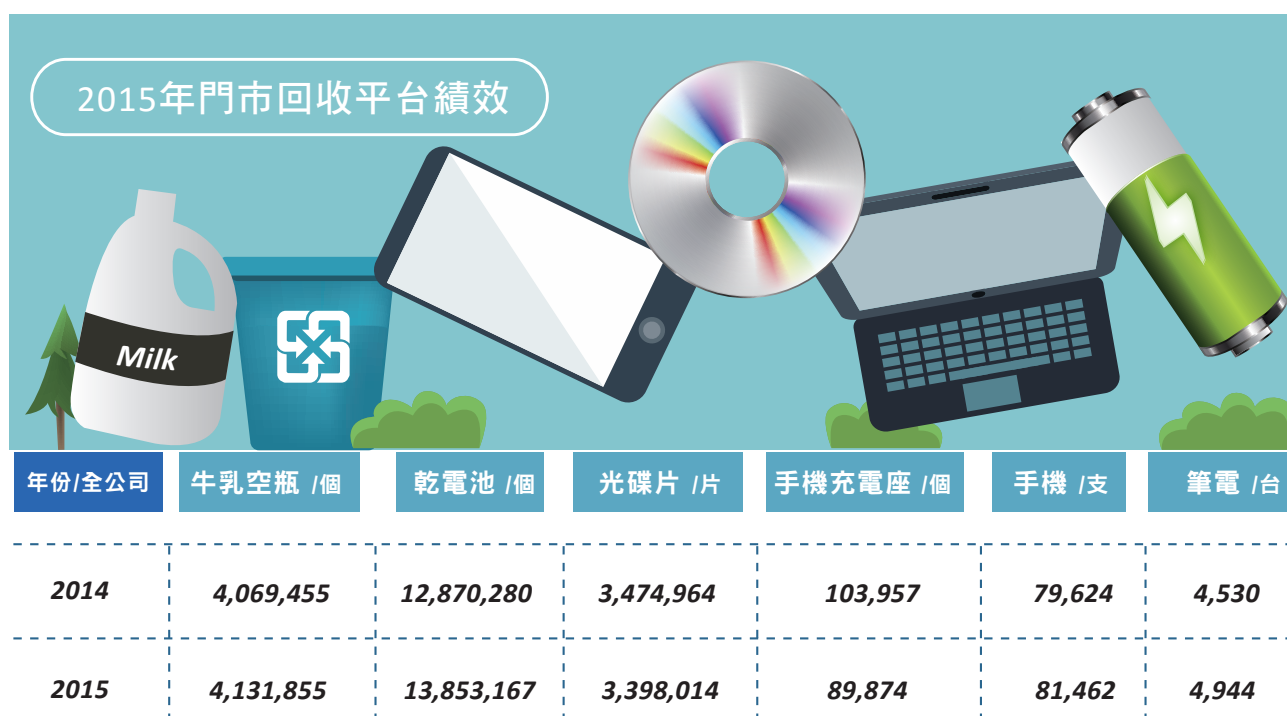 2015年門市回收平台績效
Milk
年份/全公司 牛乳空瓶 /個 乾電池 /個 光碟片 /片 手機充電座 /個 手機 /支 筆電 /台
2014 4,069,455 12,870,280 3,474,964 103,957 79,624 4,530
2015 4,131,855 13,853,167 3,398,014 89,874 81,462 4,944